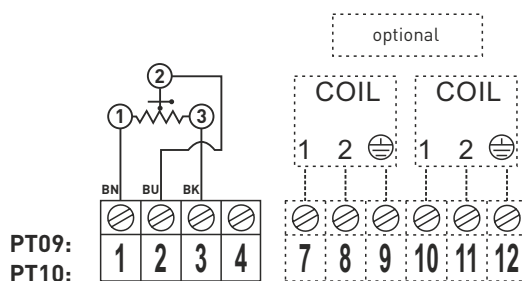 optional
2
COIL COIL
1 3
1 2 1 2
BN BU BK
PT09: 1 2 3 4 7 8 9 10 11 12
PT10: